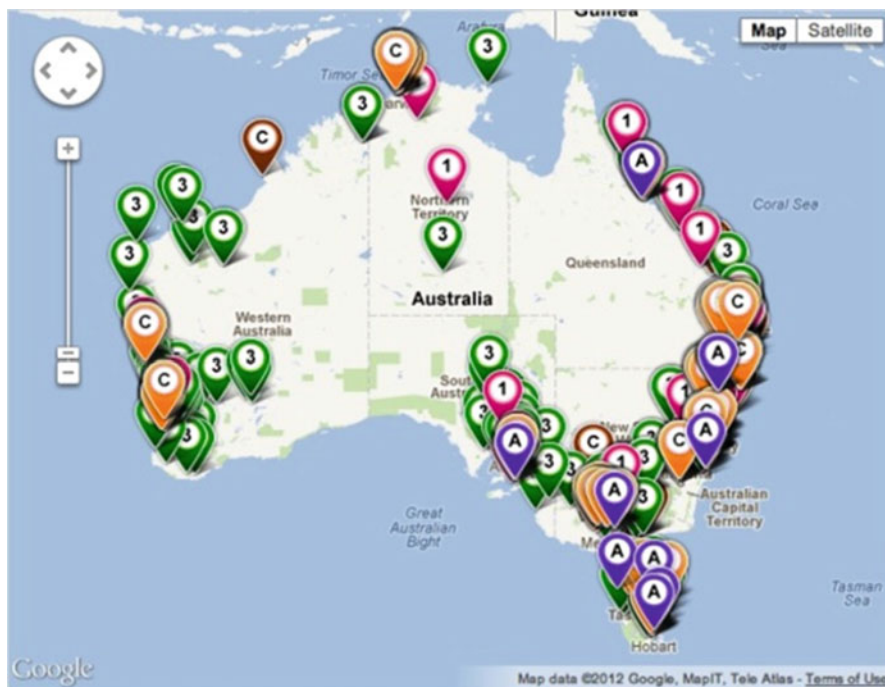 Guinea
Arafura
Map
Satellite
Sea
Timor Sea
C
3
1
3
C
1
A
3
3
1
Northern
Territory
Coral Sea
3
3
3
1
3
3
Queensland
Australia
Western
Australia
C
C
A
C
3
3
1
C
3
3
A
C
1
3
C
A
3
3
A
3
Australian
Capital
Territory
Great
Australian
Bight
A
A
A
Tasman
Sea
Hobart
Google
Map data ©2012 Google, MapIT, Tele Atlas - Terms of Use